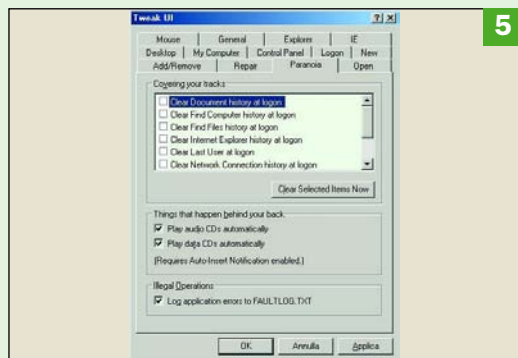 Tweak UI
5
Mouse General Explorer IE
Desktop My Computer Control Panel Logon New
Add/Remove Repair Paranoia Open
Covering your tracks
Clear Document history at logon
Clear Find Computer history at logon
Clear Find Files history at logon
Clear Internet Explorer history at logon
Clear Last User at logon
Clear Network Connection history at logon
Clear Selected Items Now
Things that happen behind your back
Play audio CDs automatically
Play data CDs automatically
(Requires Auto-Insert Notification enabled.)
Illegal Operations
Log application errors to FAULTLOG.TXT
OK Annulla Applica